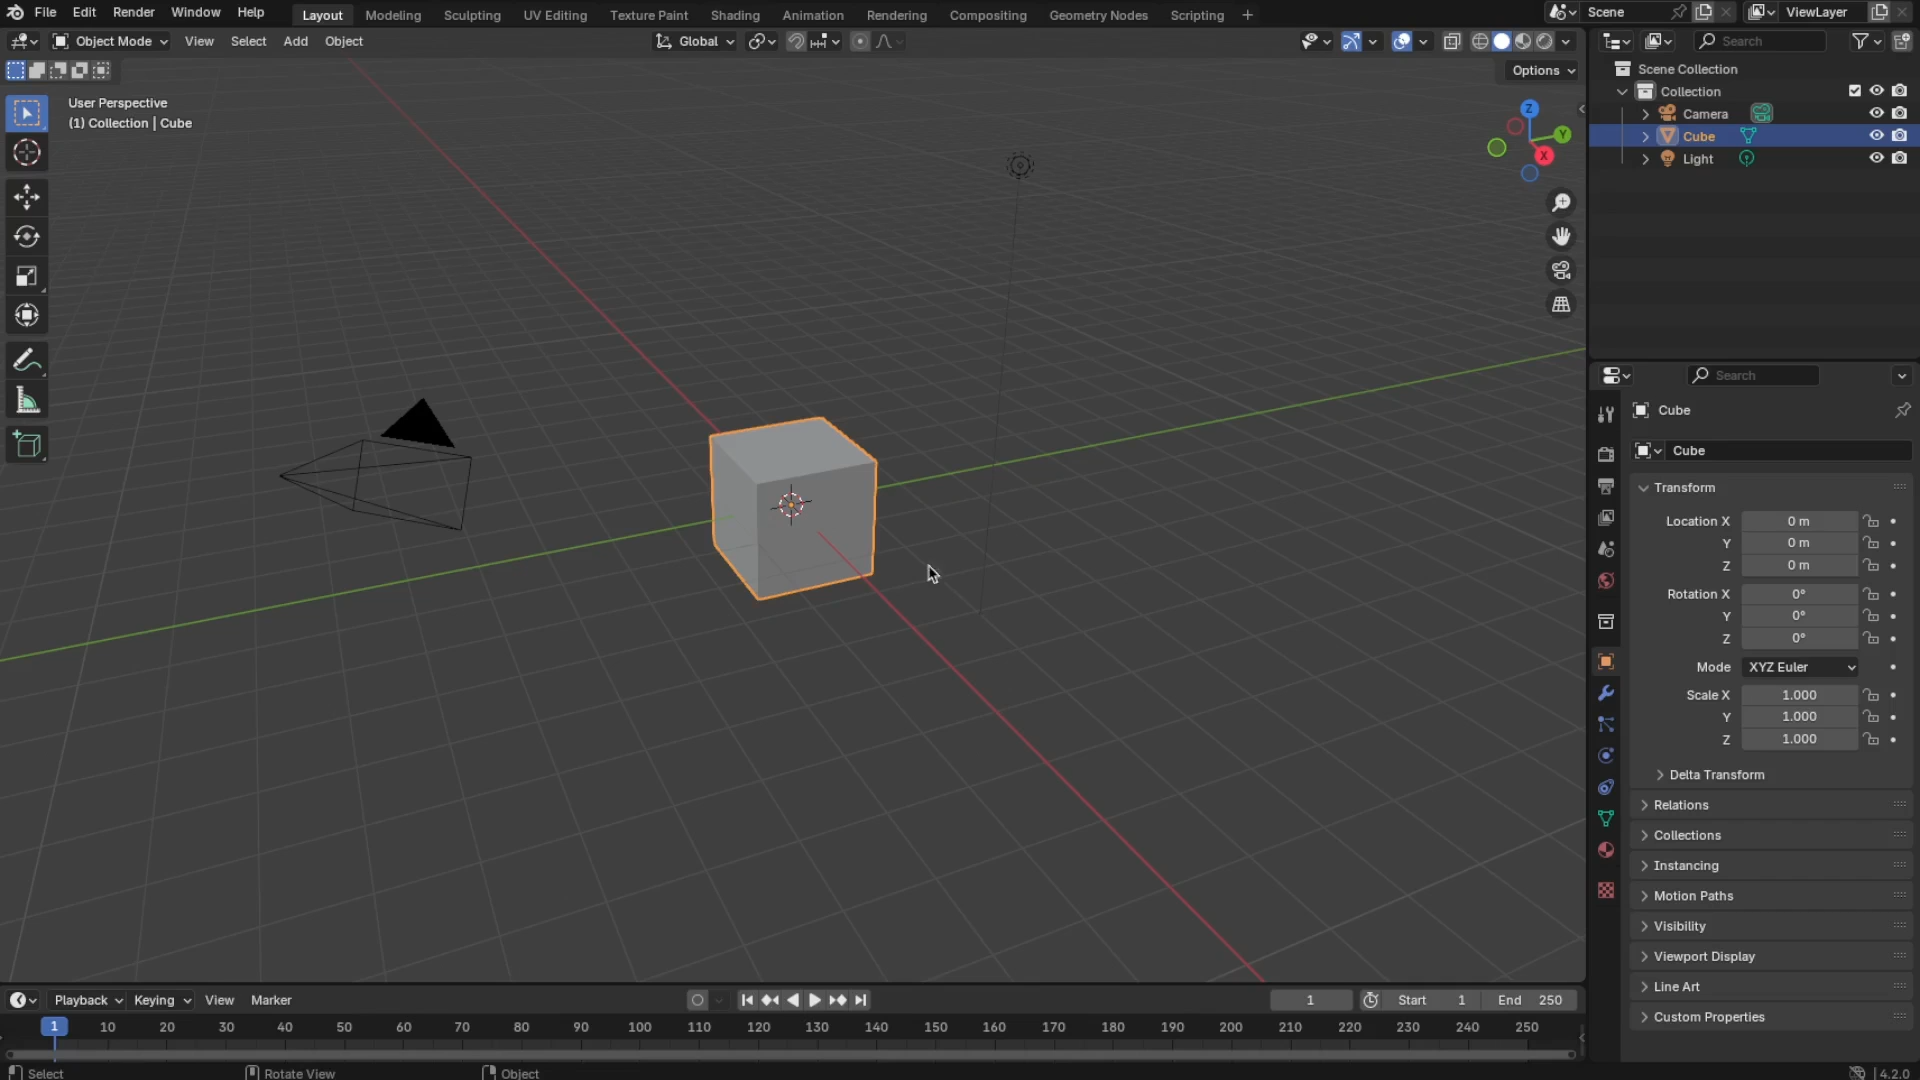 File Edit Render Window Help Layout Modeling Sculpting UV Editing Texture Paint Shading Animation Rendering Compositing Geometry Nodes Scripting + Scene ViewLayer
Object Mode View Select Add Object Global Search
Options
User Perspective
(1) Collection | Cube
Z
Y
X
Scene Collection
Collection
Camera
Cube
Light
Search
Cube
Cube
Transform
Location X 0 m
Y 0 m
Z 0 m
Rotation X 0°
Y 0°
Z 0°
Mode XYZ Euler
Scale X 1.000
Y 1.000
Z 1.000
Delta Transform
Relations
Collections
Instancing
Motion Paths
Visibility
Viewport Display
Line Art
Custom Properties
Playback Keying View Marker 1 Start 1 End 250
1 10 20 30 40 50 60 70 80 90 100 110 120 130 140 150 160 170 180 190 200 210 220 230 240 250
Select Rotate View Object 4.2.0